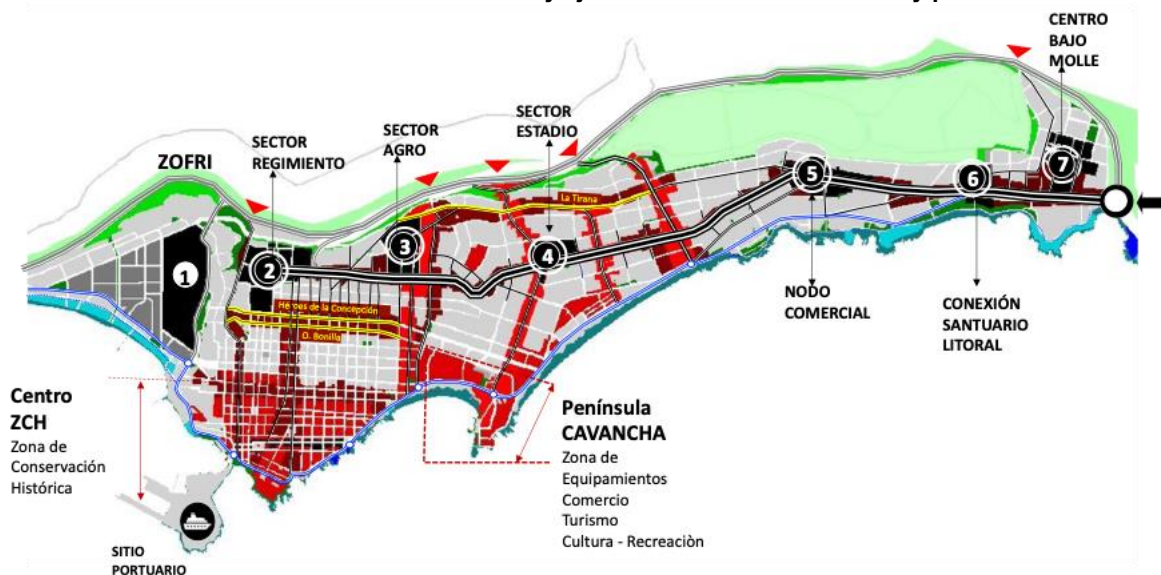 CENTRO
BAJO
MOLLE
SECTOR
ESTADIO
SECTOR
AGRO
SECTOR
REGIMIENTO
ZOFRI
La Tirana
1
2
3
4
5
6
7
Héroes de la Concepción
O. Bonilla
NODO
COMERCIAL
CONEXIÓN
SANTUARIO
LITORAL
Centro
ZCH
Zona de
Conservación
Histórica
Península
CAVANCHA
Zona de
Equipamientos
Comercio
Turismo
Cultura - Recreaciòn
SITIO
PORTUARIO